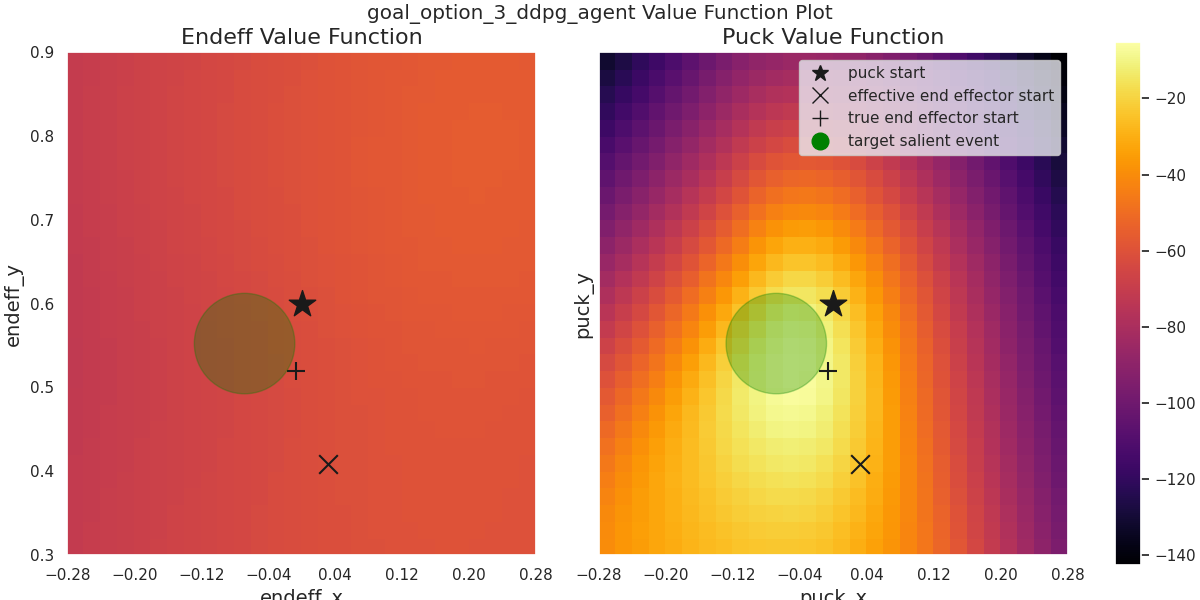 goal_option_3_ddpg_agent Value Function Plot
Endeff Value Function
0.9
0.8
0.7
0.6
0.5
0.4
0.3
endeff_y
−0.28 −0.20 −0.12 −0.04 0.04 0.12 0.20 0.28
endeff_x
Puck Value Function
puck start
effective end effector start
true end effector start
target salient event
puck_y
−0.28 −0.20 −0.12 −0.04 0.04 0.12 0.20 0.28
puck_x
−20
−40
−60
−80
−100
−120
−140